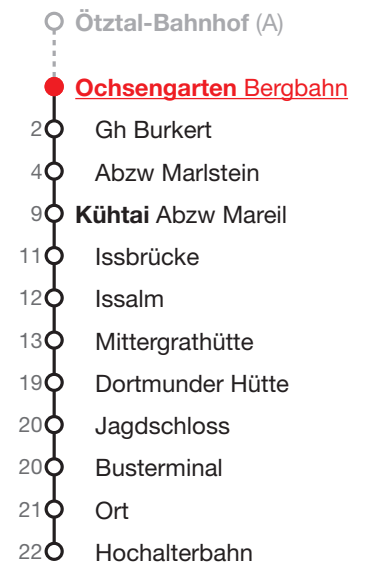 Ötztal-Bahnhof (A)
Ochsengarten Bergbahn
2 Gh Burkert
4 Abzw Marlstein
9 Kühtai Abzw Mareil
11 Issbrücke
12 Issalm
13 Mittergrathütte
19 Dortmunder Hütte
20 Jagdschloss
20 Busterminal
21 Ort
22 Hochalterbahn